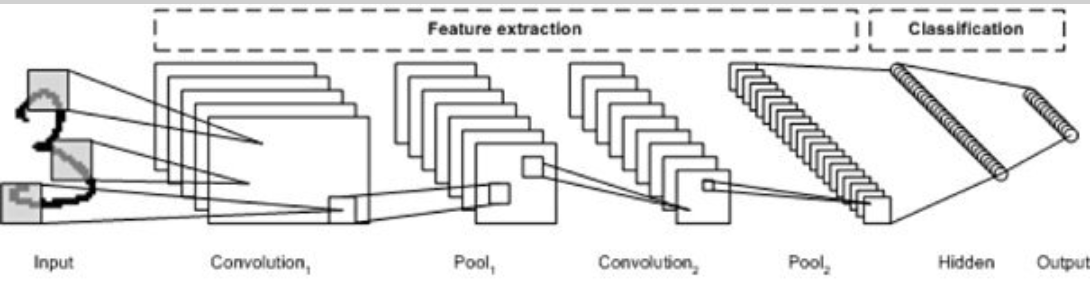 Feature extraction
Classification
Input
Convolution₁
Pool₁
Convolution₂
Pool₂
Hidden
Output